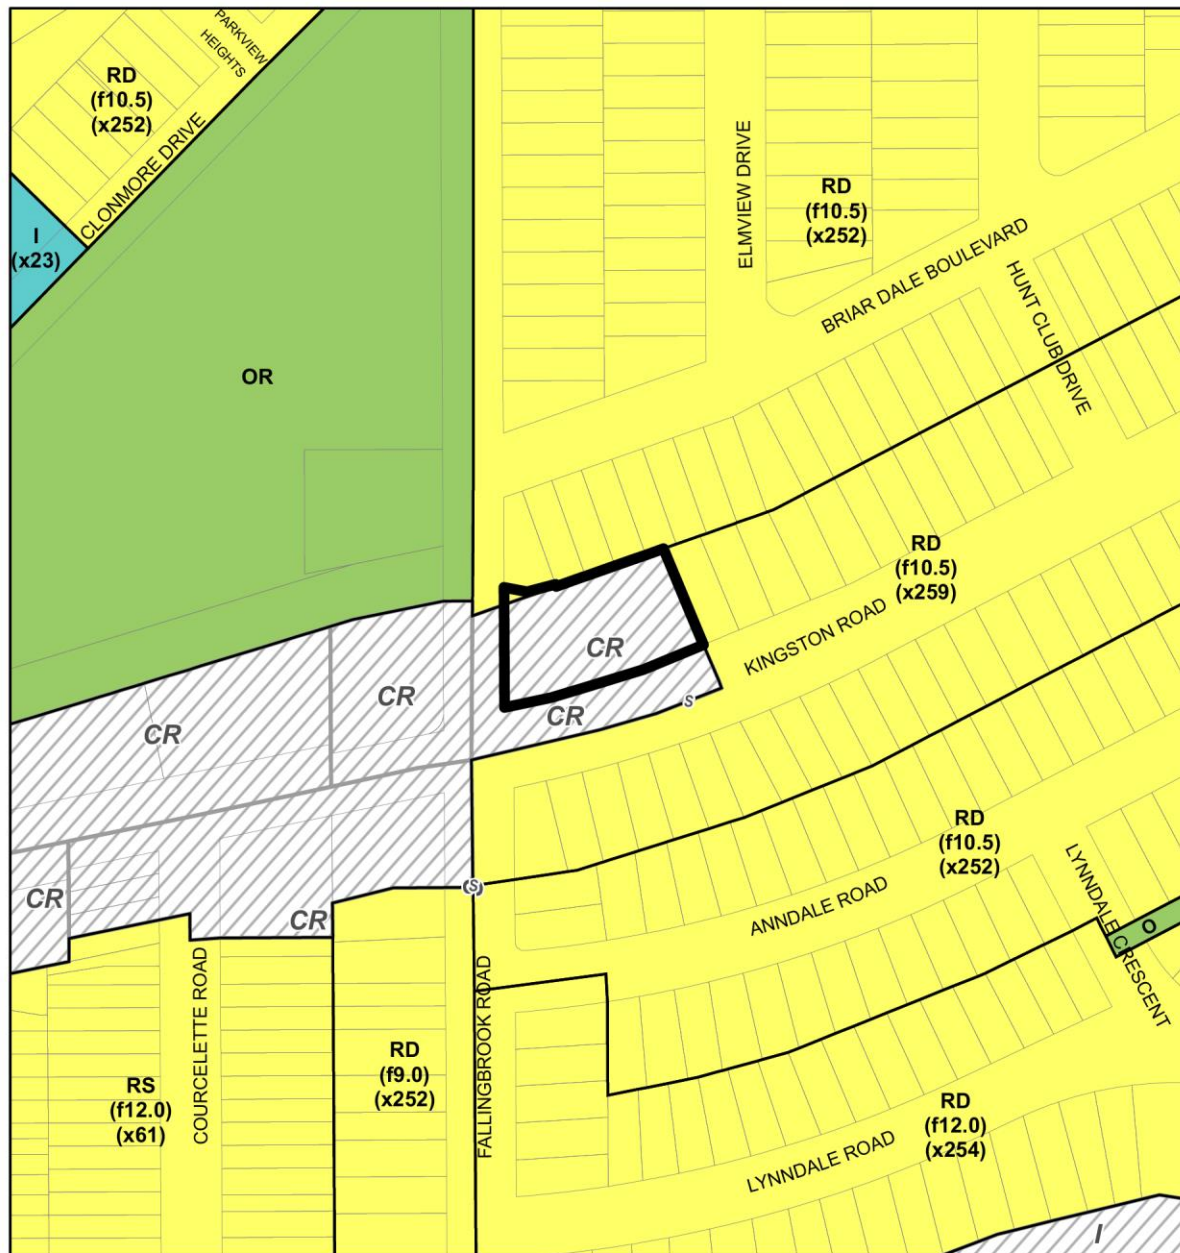 PARKVIEW
HEIGHTS
RD
(f10.5)
(x252)
CLONMORE DRIVE
I
(x23)
OR
ELMVIEW DRIVE
RD
(f10.5)
(x252)
BRIAR DALE BOULEVARD
HUNT CLUB DRIVE
RD
(f10.5)
(x259)
KINGSTON ROAD
CR
CR
CR
S
CR
CR
S
CR
RD
(f10.5)
(x252)
ANNDALE ROAD
LYNNDALE CRESCENT
O
COURCELETTE ROAD
FALLINGBROOK ROAD
RS
(f12.0)
(x61)
RD
(f9.0)
(x252)
RD
(f12.0)
(x254)
LYNNDALE ROAD
I